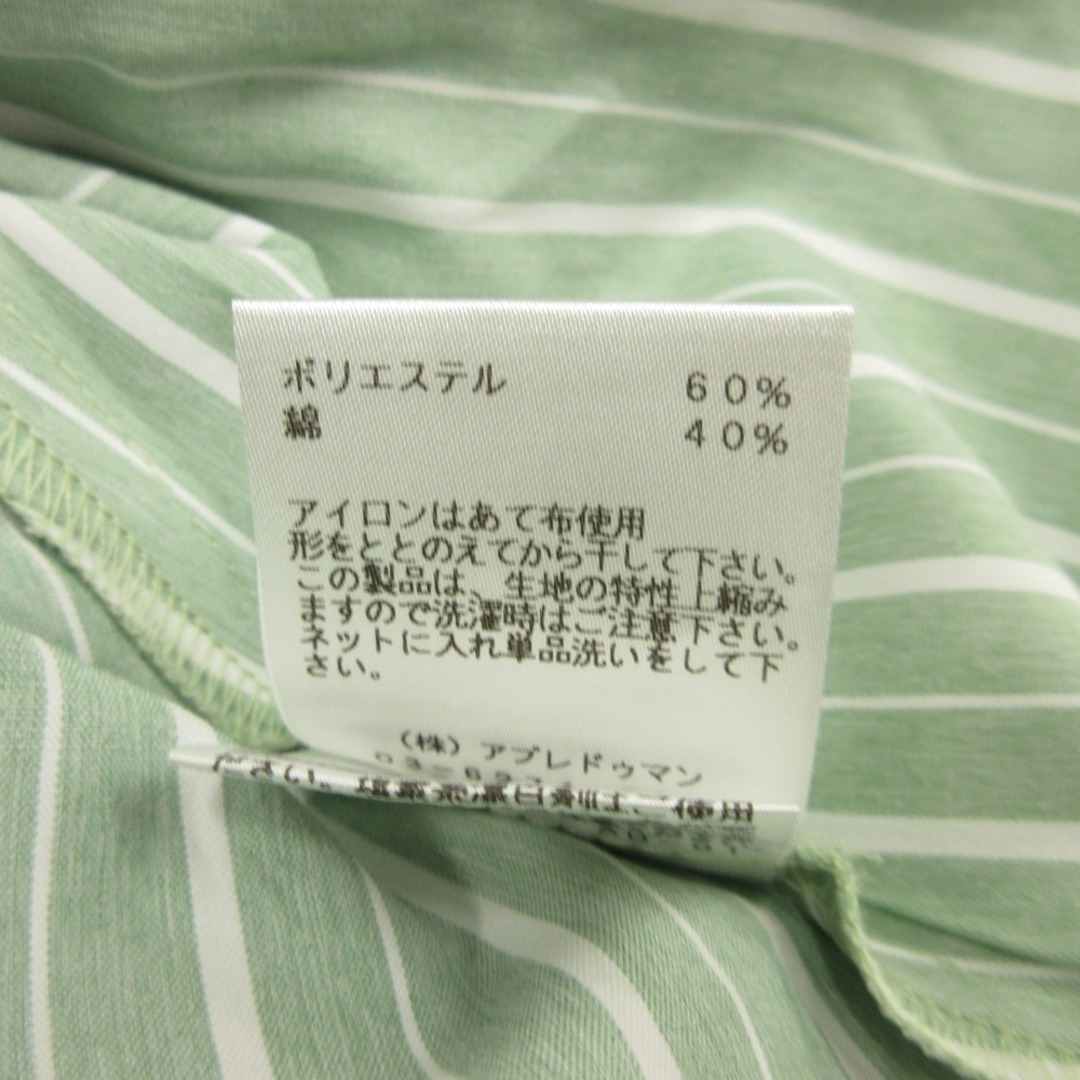 ポリエステル 60%
綿 40%
アイロンはあて布使用
形をととのえてから干して下さい。
この製品は、生地の特性上縮み
ますので洗濯時はご注意下さい。
ネットに入れ単品洗いをして下
さい。
(株)アプレドゥマン